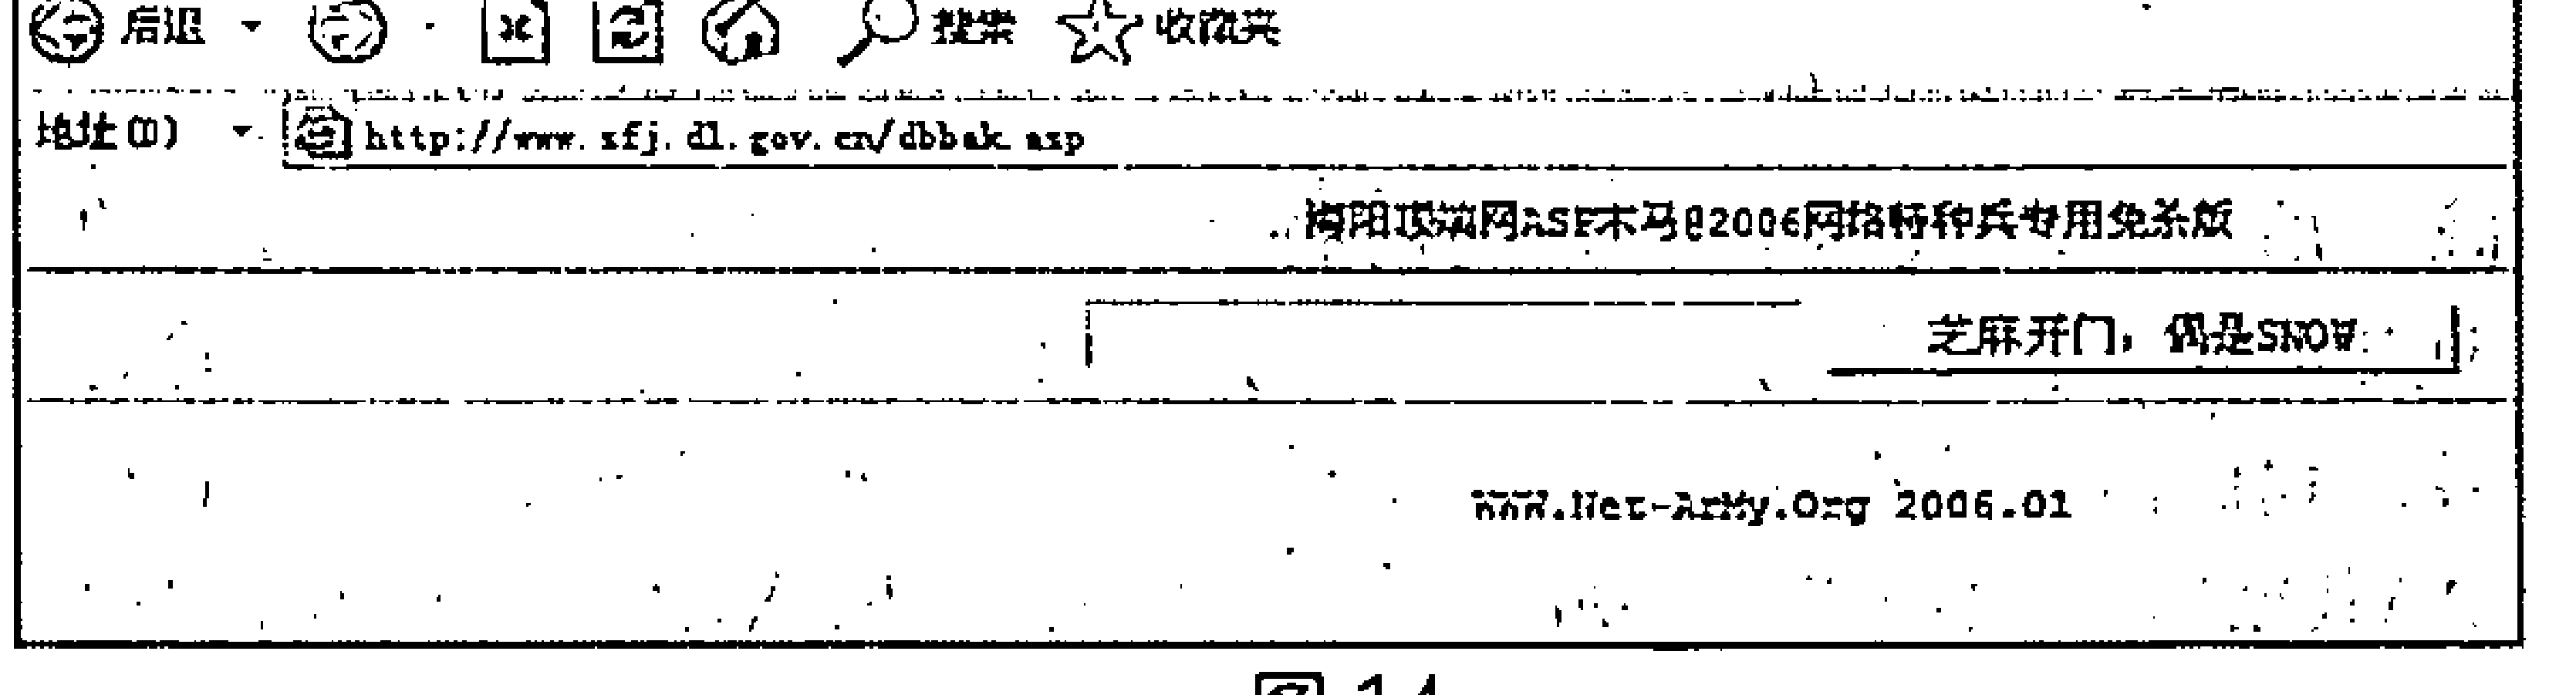 后退 搜索 收藏夹
地址(D) http://www.sfj.dl.gov.cn/dbbak.asp
海阳顶端网ASP木马@2006网络特种兵专用免杀版
芝麻开门，偶是SNOW
WWW.Net-ArMy.Org 2006.01
图 14